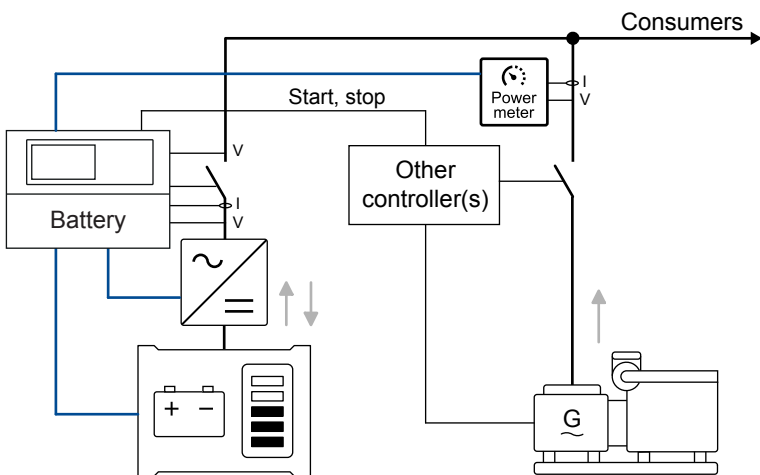 Consumers
I
Power
meter
V
Start, stop
V
Other
controller(s)
I
Battery
V
+ −
G